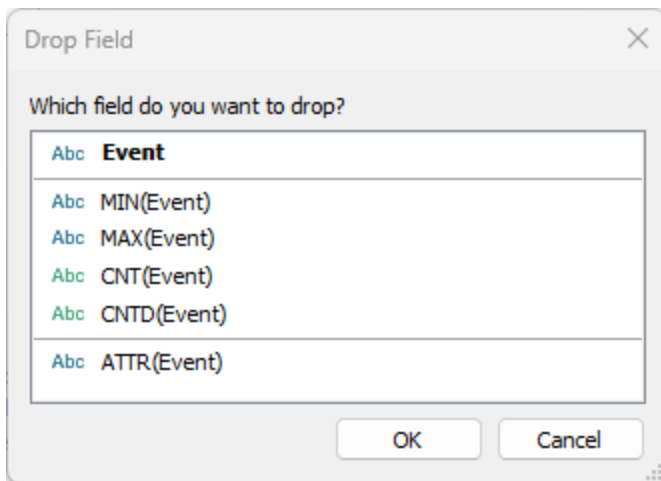 Drop Field
Which field do you want to drop?
Abc Event
Abc MIN(Event)
Abc MAX(Event)
Abc CNT(Event)
Abc CNTD(Event)
Abc ATTR(Event)
OK Cancel